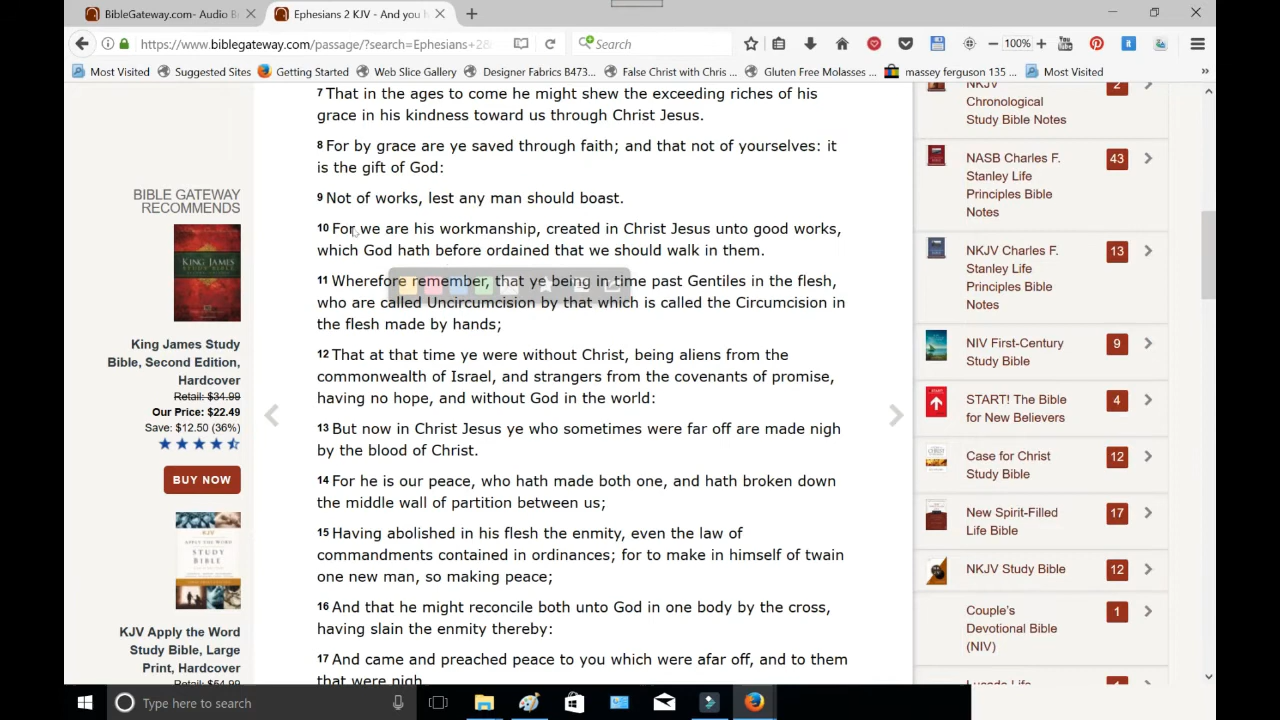 BibleGateway.com- Audio B
Ephesians 2 KJV - And you h
https://www.biblegateway.com/passage/?search=Ephesians+2&
Search
100%
You Tube
Most Visited
Suggested Sites
Getting Started
Web Slice Gallery
Designer Fabrics B473...
False Christ with Chris ...
Gluten Free Molasses ...
massey ferguson 135 ...
Most Visited
BIBLE GATEWAY
RECOMMENDS
KING JAMES
King James Study
Bible, Second Edition,
Hardcover
Retail: $34.99
Our Price: $22.49
Save: $12.50 (36%)
BUY NOW
KJV
APPLY THE WORD
STUDY
BIBLE
KJV Apply the Word
Study Bible, Large
Print, Hardcover
Retail: $54.99
7 That in the ages to come he might shew the exceeding riches of his
grace in his kindness toward us through Christ Jesus.
8 For by grace are ye saved through faith; and that not of yourselves: it
is the gift of God:
9 Not of works, lest any man should boast.
10 For we are his workmanship, created in Christ Jesus unto good works,
which God hath before ordained that we should walk in them.
11 Wherefore remember, that ye being in time past Gentiles in the flesh,
who are called Uncircumcision by that which is called the Circumcision in
the flesh made by hands;
12 That at that time ye were without Christ, being aliens from the
commonwealth of Israel, and strangers from the covenants of promise,
having no hope, and without God in the world:
13 But now in Christ Jesus ye who sometimes were far off are made nigh
by the blood of Christ.
14 For he is our peace, who hath made both one, and hath broken down
the middle wall of partition between us;
15 Having abolished in his flesh the enmity, even the law of
commandments contained in ordinances; for to make in himself of twain
one new man, so making peace;
16 And that he might reconcile both unto God in one body by the cross,
having slain the enmity thereby:
17 And came and preached peace to you which were afar off, and to them
that were nigh.
NKJV
Chronological
Study Bible Notes
2
NASB Charles F.
Stanley Life
Principles Bible
Notes
43
NKJV Charles F.
Stanley Life
Principles Bible
Notes
13
NIV First-Century
Study Bible
9
START! The Bible
for New Believers
4
Case for Christ
Study Bible
12
New Spirit-Filled
Life Bible
17
NKJV Study Bible
12
Couple's
Devotional Bible
(NIV)
1
Type here to search